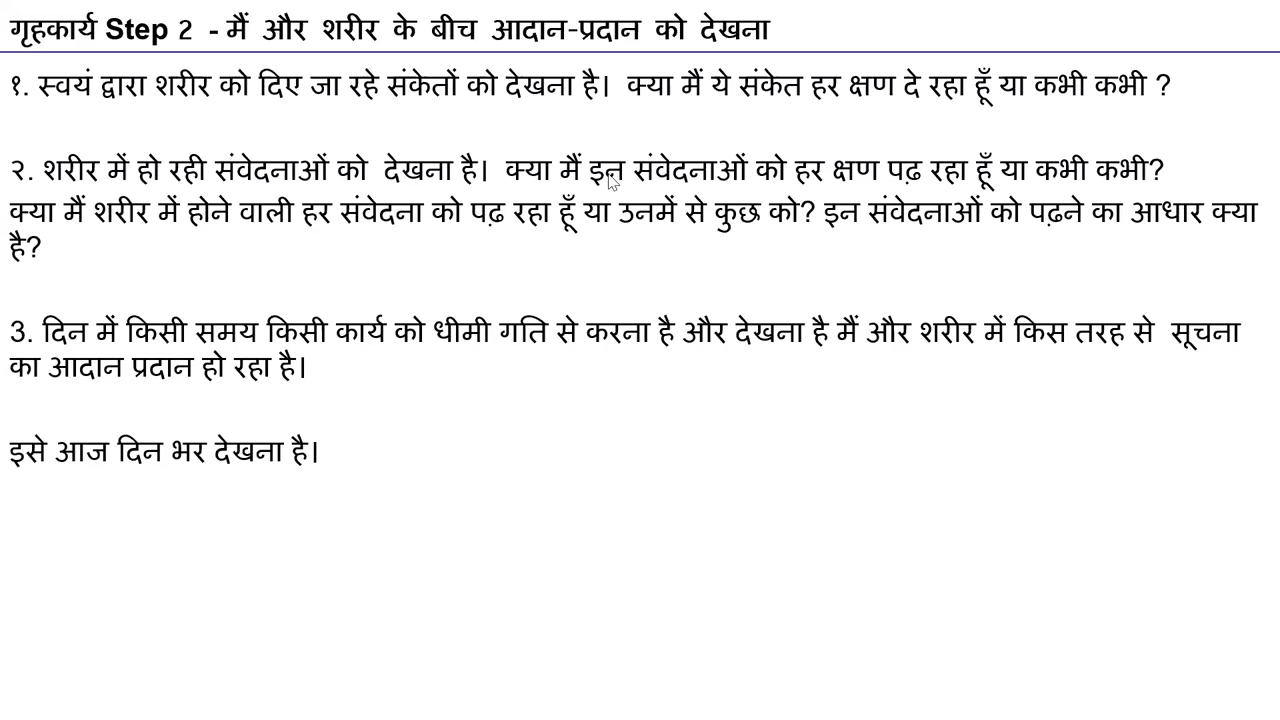 गृहकार्य Step 2 - मैं और शरीर के बीच आदान-प्रदान को देखना
१. स्वयं द्वारा शरीर को दिए जा रहे संकेतों को देखना है। क्या मैं ये संकेत हर क्षण दे रहा हूँ या कभी कभी ?
२. शरीर में हो रही संवेदनाओं को देखना है। क्या मैं इन संवेदनाओं को हर क्षण पढ़ रहा हूँ या कभी कभी?
क्या मैं शरीर में होने वाली हर संवेदना को पढ़ रहा हूँ या उनमें से कुछ को? इन संवेदनाओं को पढ़ने का आधार क्या
है?
3. दिन में किसी समय किसी कार्य को धीमी गति से करना है और देखना है मैं और शरीर में किस तरह से सूचना
का आदान प्रदान हो रहा है।
इसे आज दिन भर देखना है।